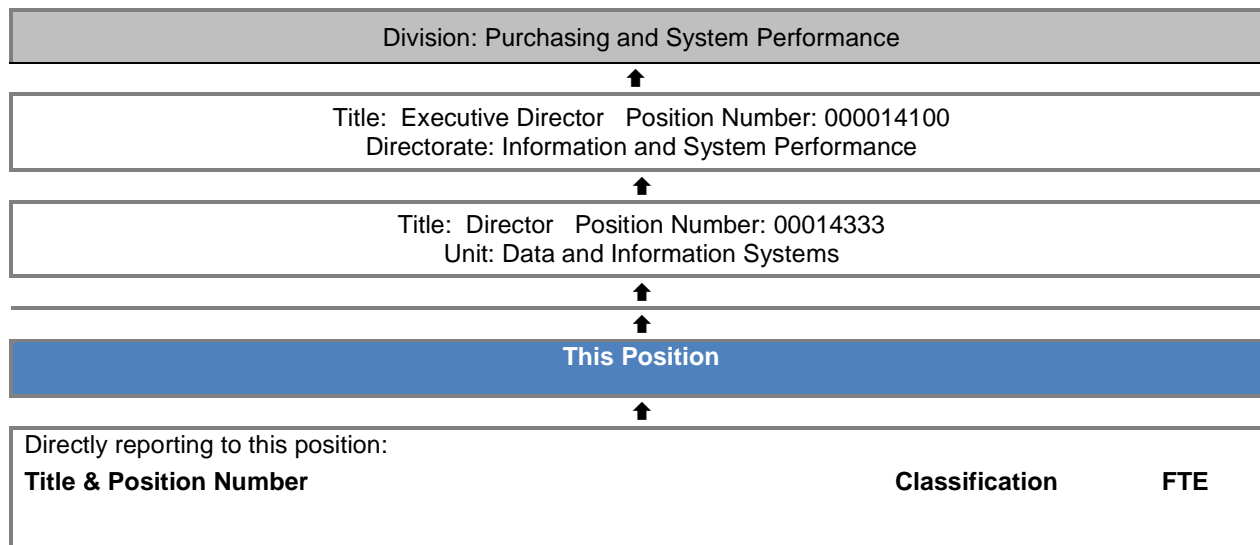 Division: Purchasing and System Performance
Title: Executive Director Position Number: 000014100
Directorate: Information and System Performance
Title: Director Position Number: 00014333
Unit: Data and Information Systems
This Position
Directly reporting to this position:
Title & Position Number Classification FTE